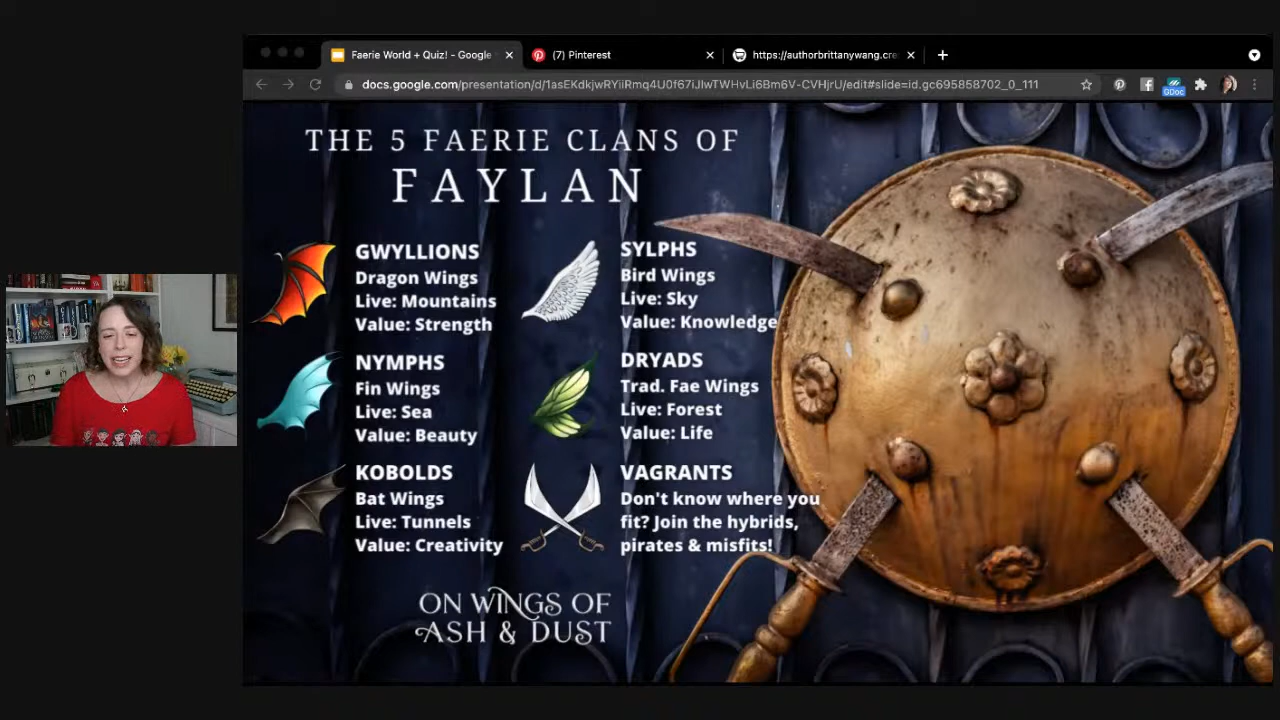 Faerie World + Quiz! - Google
(7) Pinterest
https://authorbrittanywang.cre
docs.google.com/presentation/d/1asEKdkjwRYiiRmq4U0f67iJlwTWHvLi6Bm6V-CVHjrU/edit#slide=id.gc695858702_0_111
GDoc
THE 5 FAERIE CLANS OF
FAYLAN
GWYLLIONS
Dragon Wings
Live: Mountains
Value: Strength
SYLPHS
Bird Wings
Live: Sky
Value: Knowledge
NYMPHS
Fin Wings
Live: Sea
Value: Beauty
DRYADS
Trad. Fae Wings
Live: Forest
Value: Life
KOBOLDS
Bat Wings
Live: Tunnels
Value: Creativity
VAGRANTS
Don't know where you
fit? Join the hybrids,
pirates & misfits!
ON WINGS OF
ASH & DUST